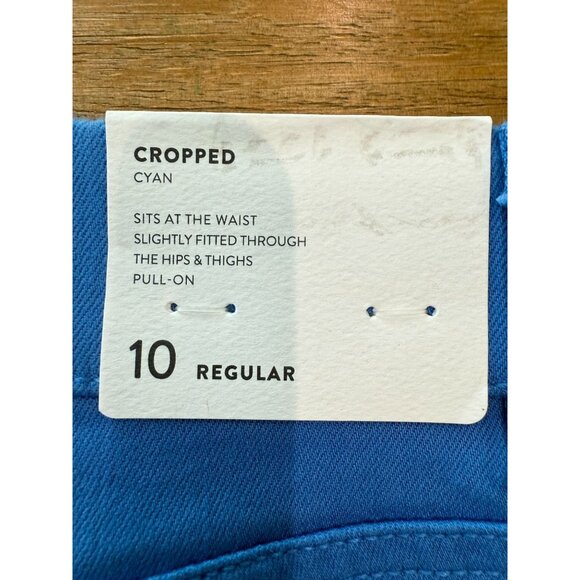 CROPPED
CYAN
SITS AT THE WAIST
SLIGHTLY FITTED THROUGH
THE HIPS & THIGHS
PULL-ON
10 REGULAR